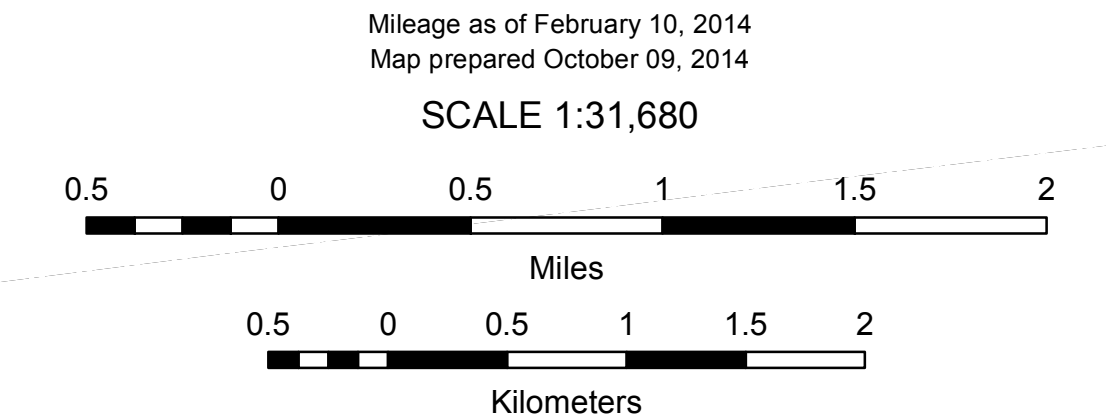 Mileage as of February 10, 2014
Map prepared October 09, 2014
SCALE 1:31,680
0.5 0 0.5 1 1.5 2
Miles
0.5 0 0.5 1 1.5 2
Kilometers